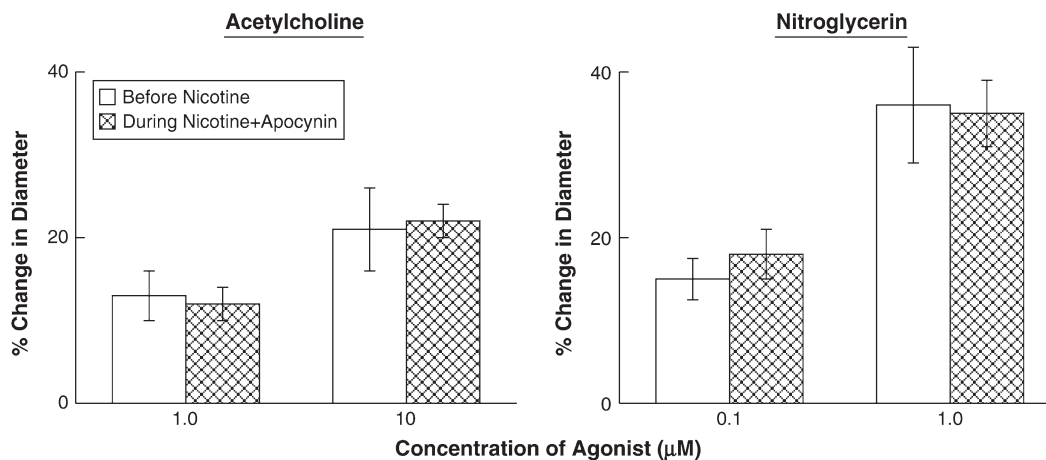 Acetylcholine
% Change in Diameter
40
20
0
Before Nicotine
During Nicotine+Apocynin
1.0
10
Nitroglycerin
% Change in Diameter
40
20
0
0.1
1.0
Concentration of Agonist (μM)